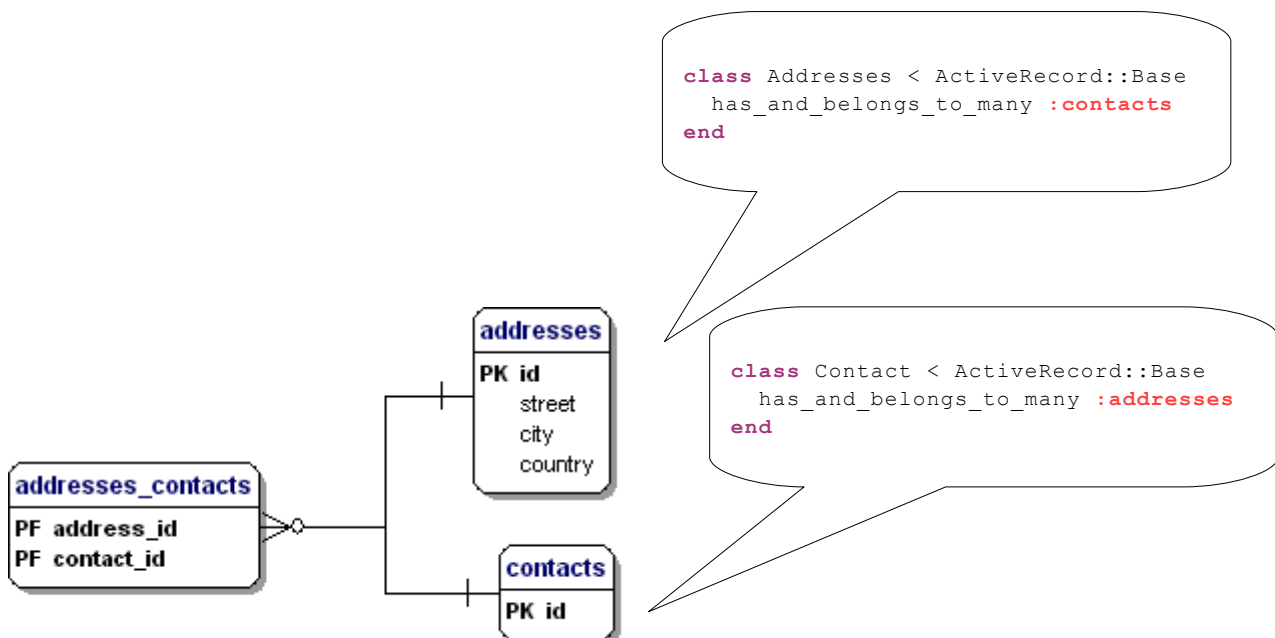 class Addresses < ActiveRecord::Base
  has_and_belongs_to_many :contacts
end
addresses
PK id
street
city
country
class Contact < ActiveRecord::Base
  has_and_belongs_to_many :addresses
end
addresses_contacts
PF address_id
PF contact_id
contacts
PK id